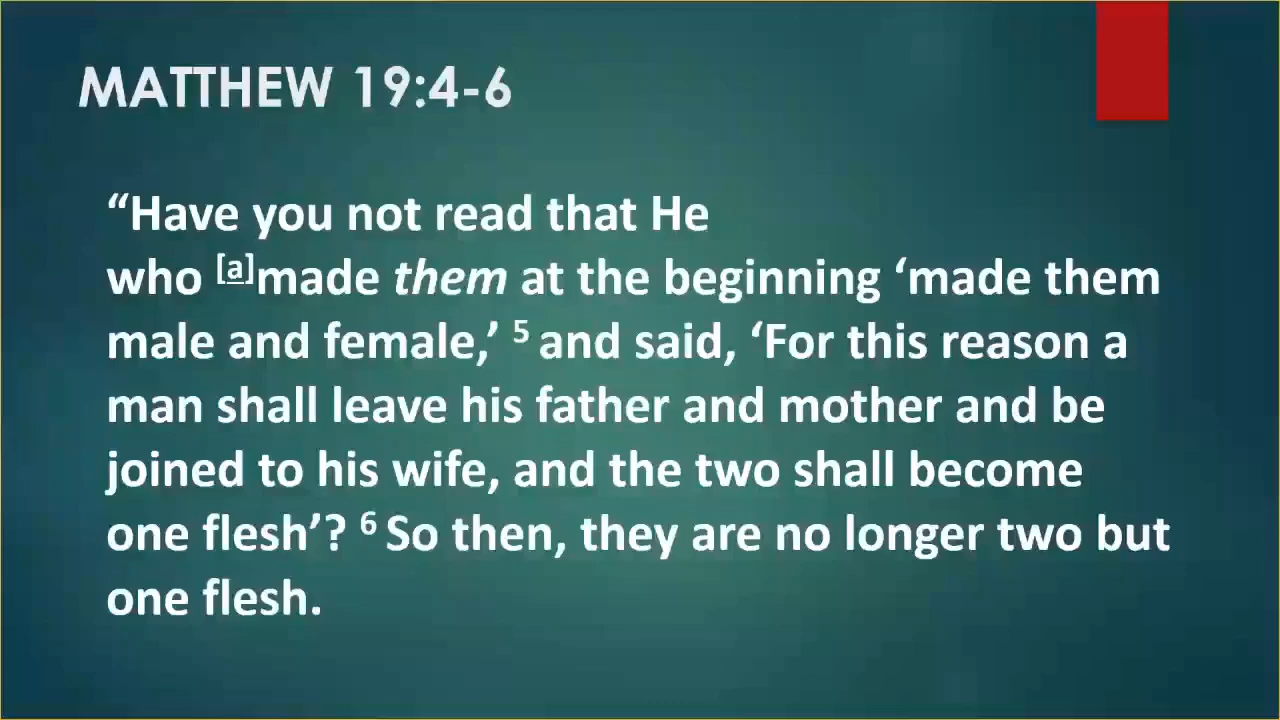 MATTHEW 19:4-6
“Have you not read that He
who [a]made them at the beginning ‘made them
male and female,’ 5 and said, ‘For this reason a
man shall leave his father and mother and be
joined to his wife, and the two shall become
one flesh’? 6 So then, they are no longer two but
one flesh.